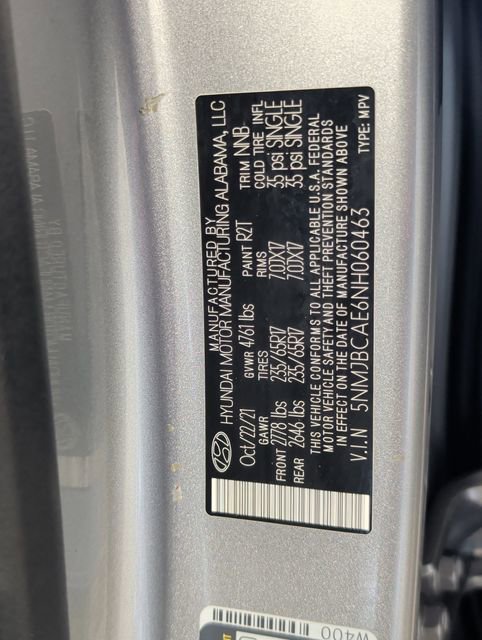 MANUFACTURED BY
HYUNDAI MOTOR MANUFACTURING ALABAMA, LLC
Oct/22/21 GVWR 4761 lbs PAINT R2T TRIM NNB
GAWR TIRES RIMS COLD TIRE INFL
FRONT 2778 lbs 235/65R17 7.00X17 35 psi SINGLE
REAR 2646 lbs 235/65R17 7.00X17 35 psi SINGLE
THIS VEHICLE CONFORMS TO ALL APPLICABLE U.S.A. FEDERAL
MOTOR VEHICLE SAFETY AND THEFT PREVENTION STANDARDS
IN EFFECT ON THE DATE OF MANUFACTURE SHOWN ABOVE
V.I.N 5NMJBCAE6NH060463 TYPE: MPV
W400